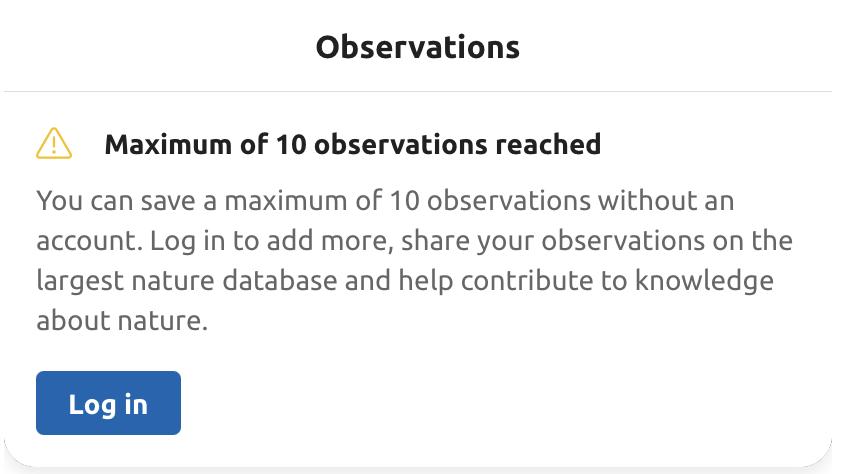 Observations
Maximum of 10 observations reached
You can save a maximum of 10 observations without an
account. Log in to add more, share your observations on the
largest nature database and help contribute to knowledge
about nature.
Log in